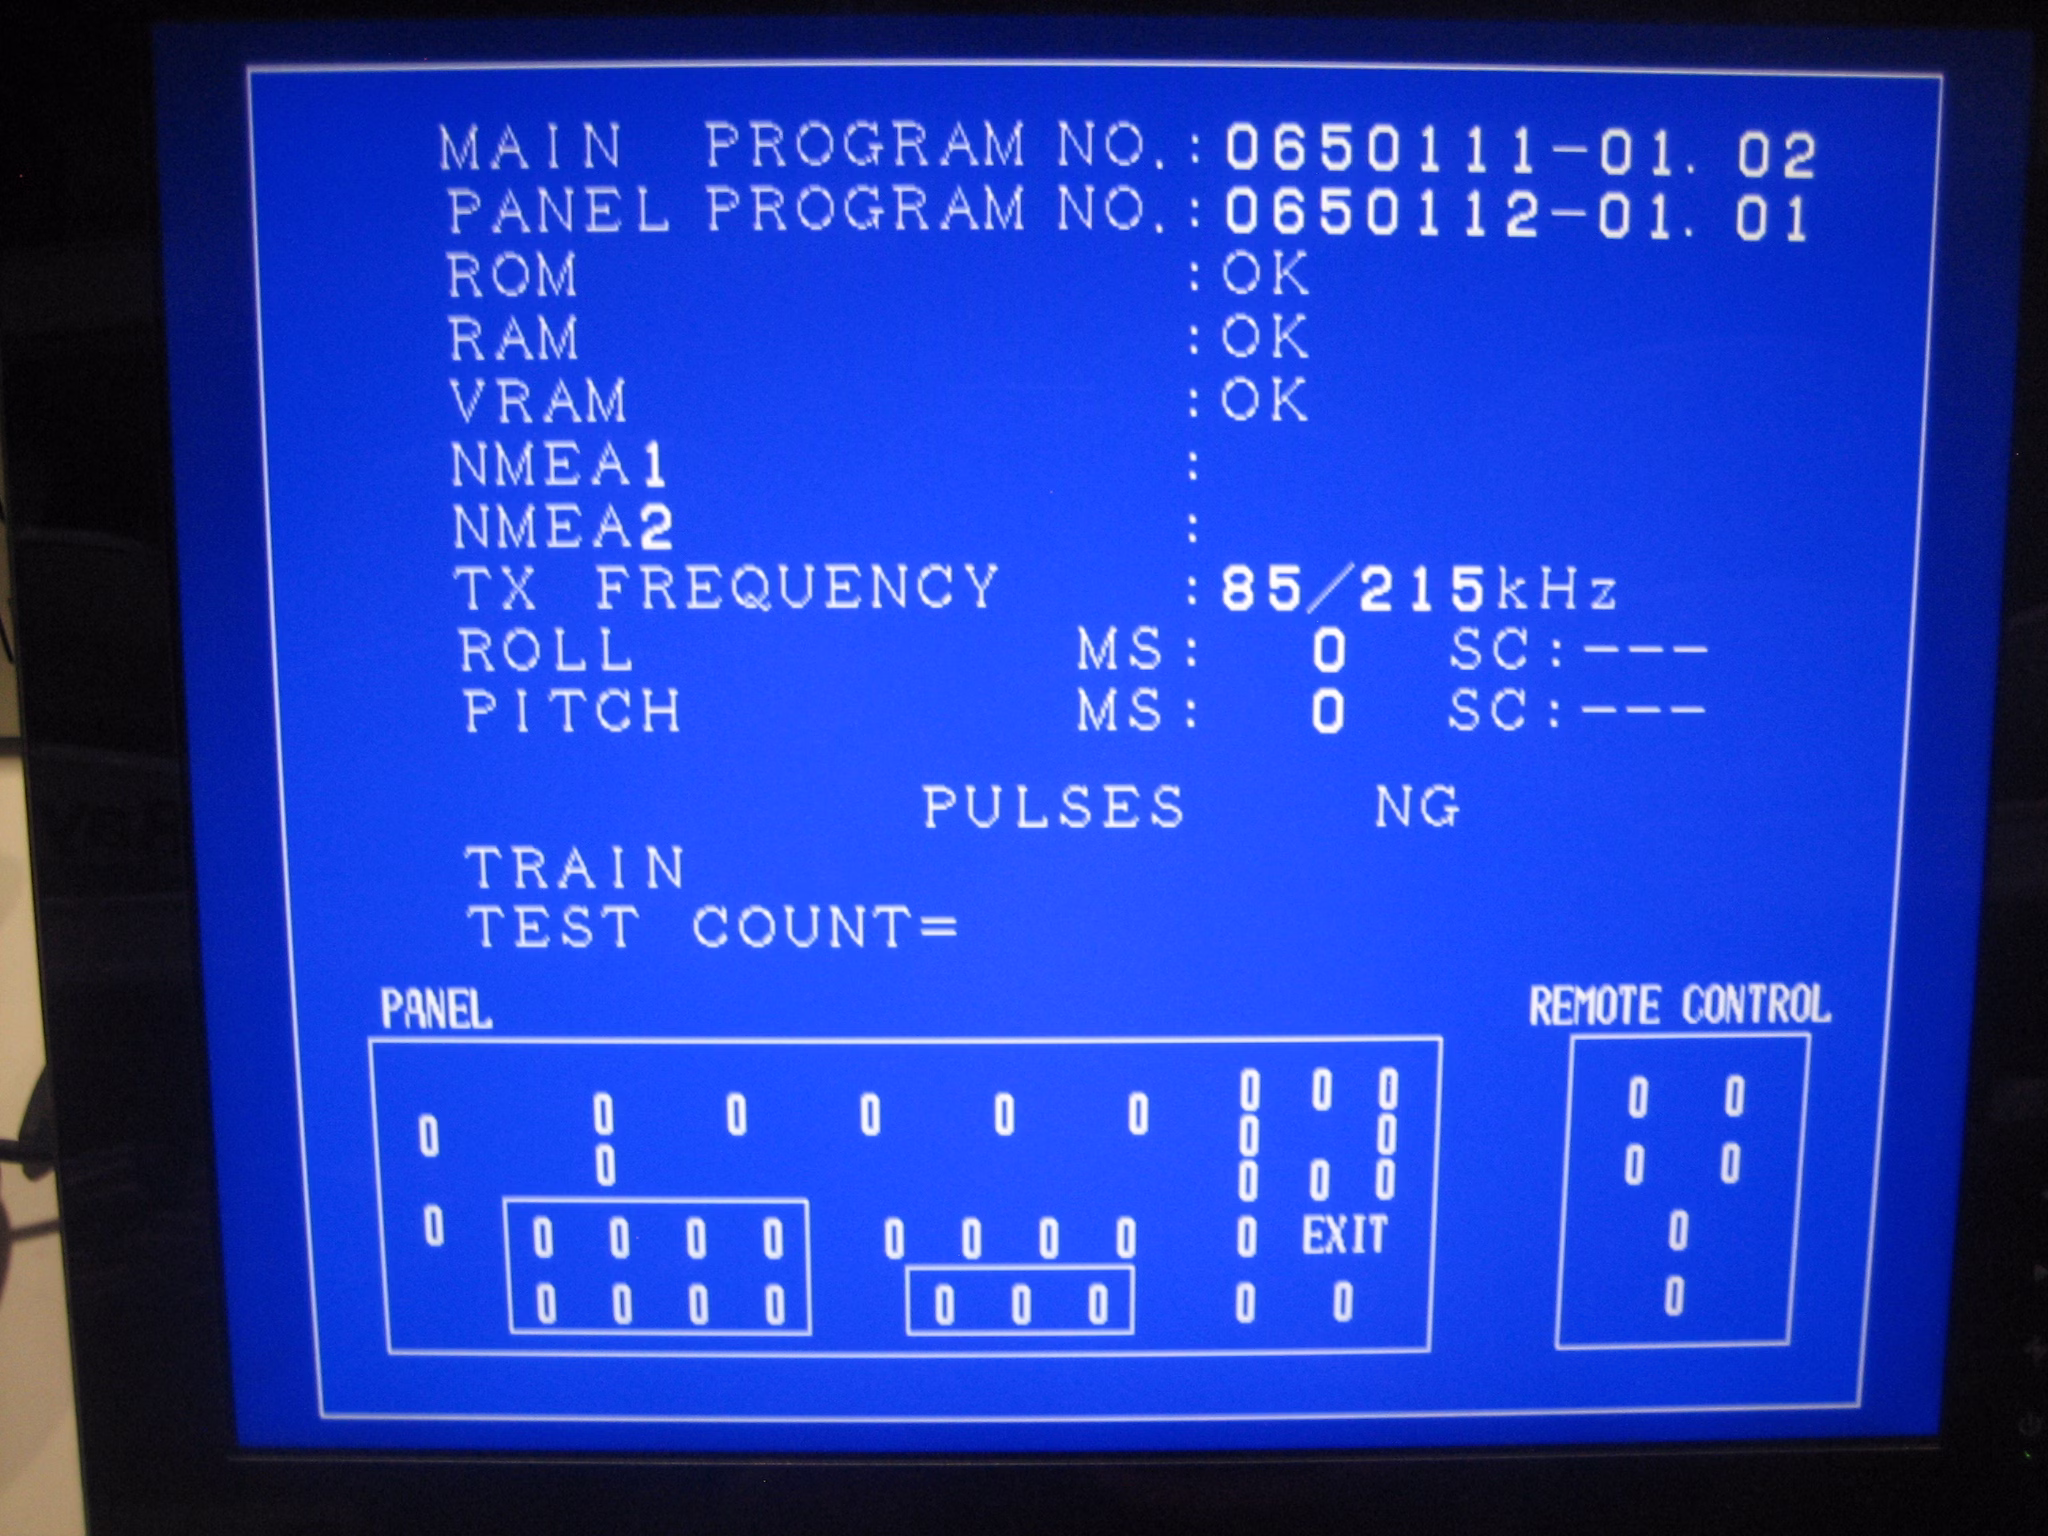 MAIN PROGRAM NO.:0650111-01. 02
PANEL PROGRAM NO.:0650112-01. 01
ROM :OK
RAM :OK
VRAM :OK
NMEA1 :
NMEA2 :
TX FREQUENCY :85/215kHz
ROLL MS: 0 SC:---
PITCH MS: 0 SC:---
PULSES NG
TRAIN
TEST COUNT=
PANEL
0 0 0 0 0 0 0 0
0 0 0 0
0 0 0 0
0 0 0 0 0 0 0 0 0 0 EXIT
0 0 0 0 0 0 0 0 0
REMOTE CONTROL
0 0
0 0
0
0